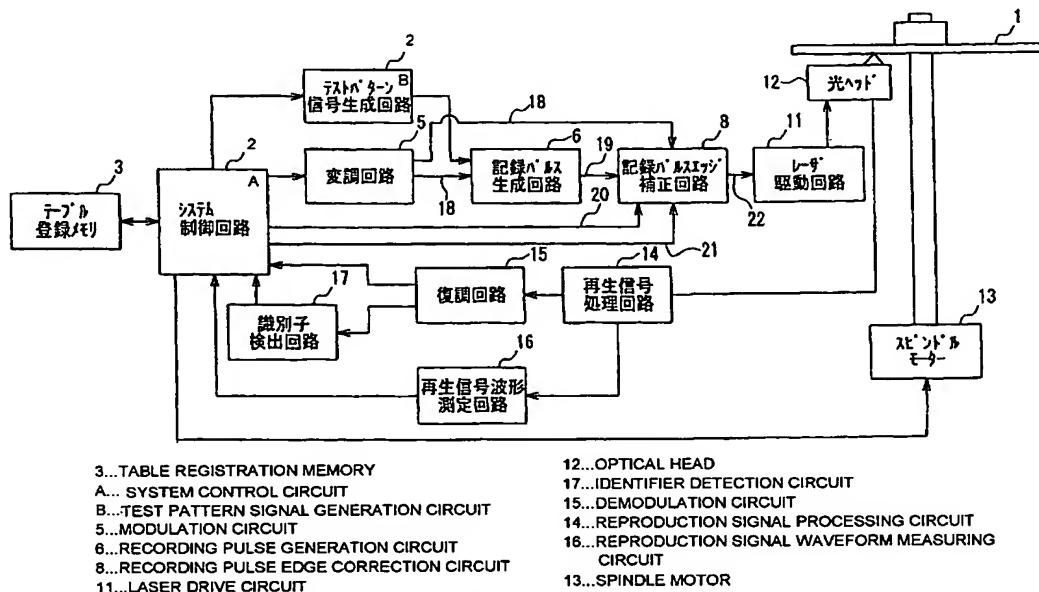 1
2
テストパターン
信号生成回路
B
12
光ヘッド
18
2
5
6
8
11
3
A
システム
制御回路
変調回路
18
記録パルス
生成回路
19
記録パルスエッジ
補正回路
22
レーザ
駆動回路
テーブル
登録メモリ
20
21
15
14
17
復調回路
再生信号
処理回路
13
識別子
検出回路
16
スピンドル
モーター
再生信号波形
測定回路
3...TABLE REGISTRATION MEMORY
A... SYSTEM CONTROL CIRCUIT
B...TEST PATTERN SIGNAL GENERATION CIRCUIT
5...MODULATION CIRCUIT
6...RECORDING PULSE GENERATION CIRCUIT
8...RECORDING PULSE EDGE CORRECTION CIRCUIT
11...LASER DRIVE CIRCUIT
12...OPTICAL HEAD
17...IDENTIFIER DETECTION CIRCUIT
15...DEMODULATION CIRCUIT
14...REPRODUCTION SIGNAL PROCESSING CIRCUIT
16...REPRODUCTION SIGNAL WAVEFORM MEASURING
CIRCUIT
13...SPINDLE MOTOR